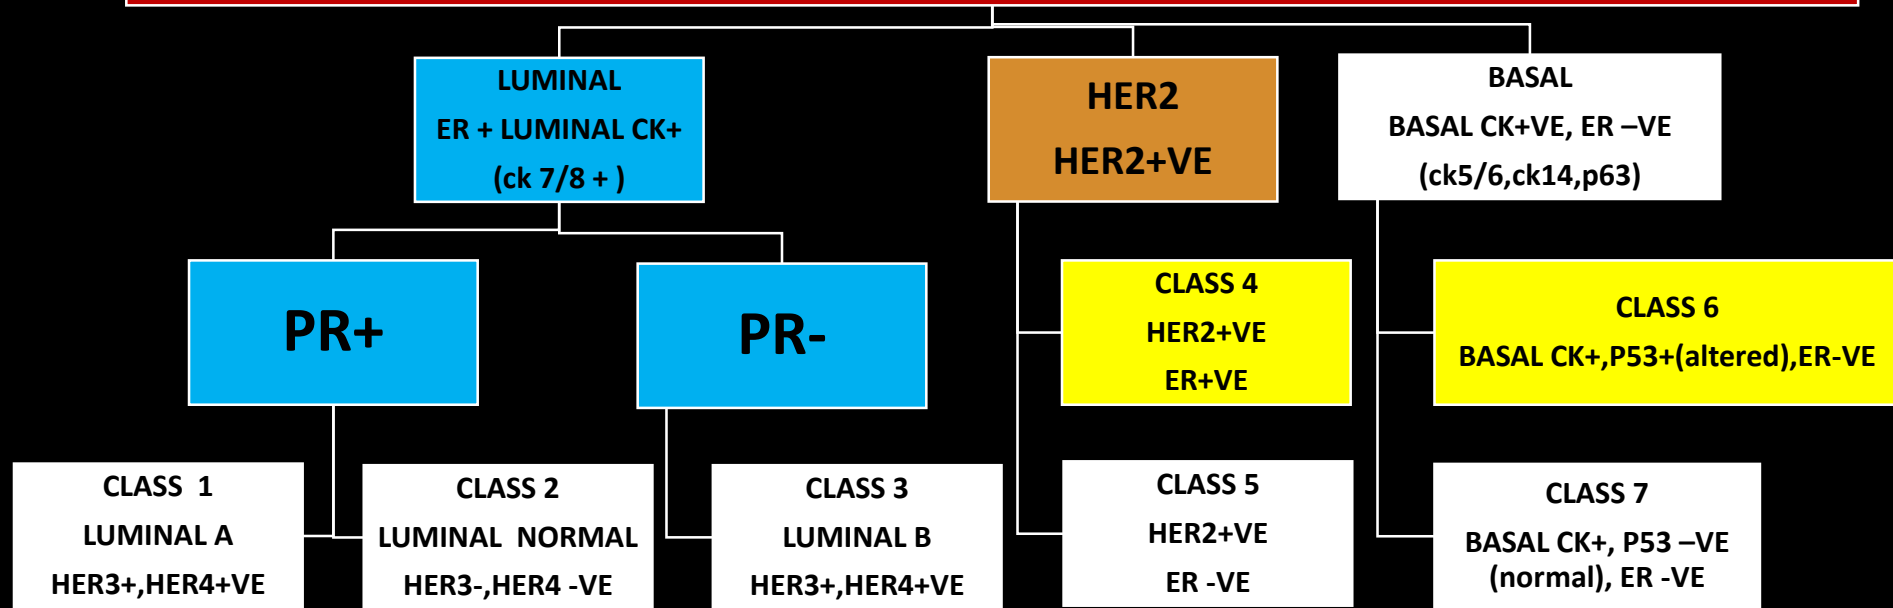 LUMINAL
ER + LUMINAL CK+
(ck 7/8 + )
HER2
HER2+VE
BASAL
BASAL CK+VE, ER –VE
(ck5/6,ck14,p63)
PR+
PR-
CLASS 4
HER2+VE
ER+VE
CLASS 6
BASAL CK+,P53+(altered),ER-VE
CLASS 1
LUMINAL A
HER3+,HER4+VE
CLASS 2
LUMINAL NORMAL
HER3-,HER4 -VE
CLASS 3
LUMINAL B
HER3+,HER4+VE
CLASS 5
HER2+VE
ER -VE
CLASS 7
BASAL CK+, P53 –VE
(normal), ER -VE